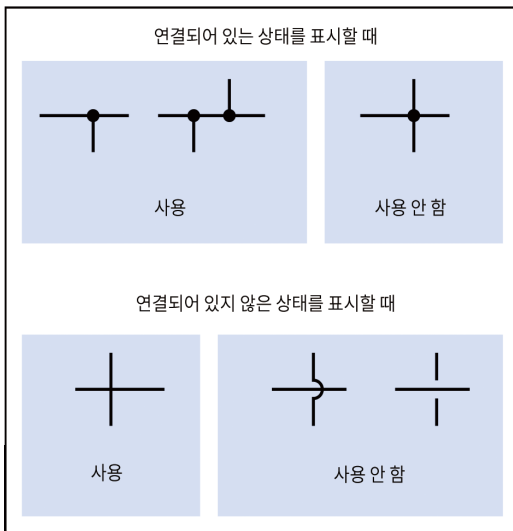 연결되어 있는 상태를 표시할 때
사용
사용 안 함
연결되어 있지 않은 상태를 표시할 때
사용
사용 안 함